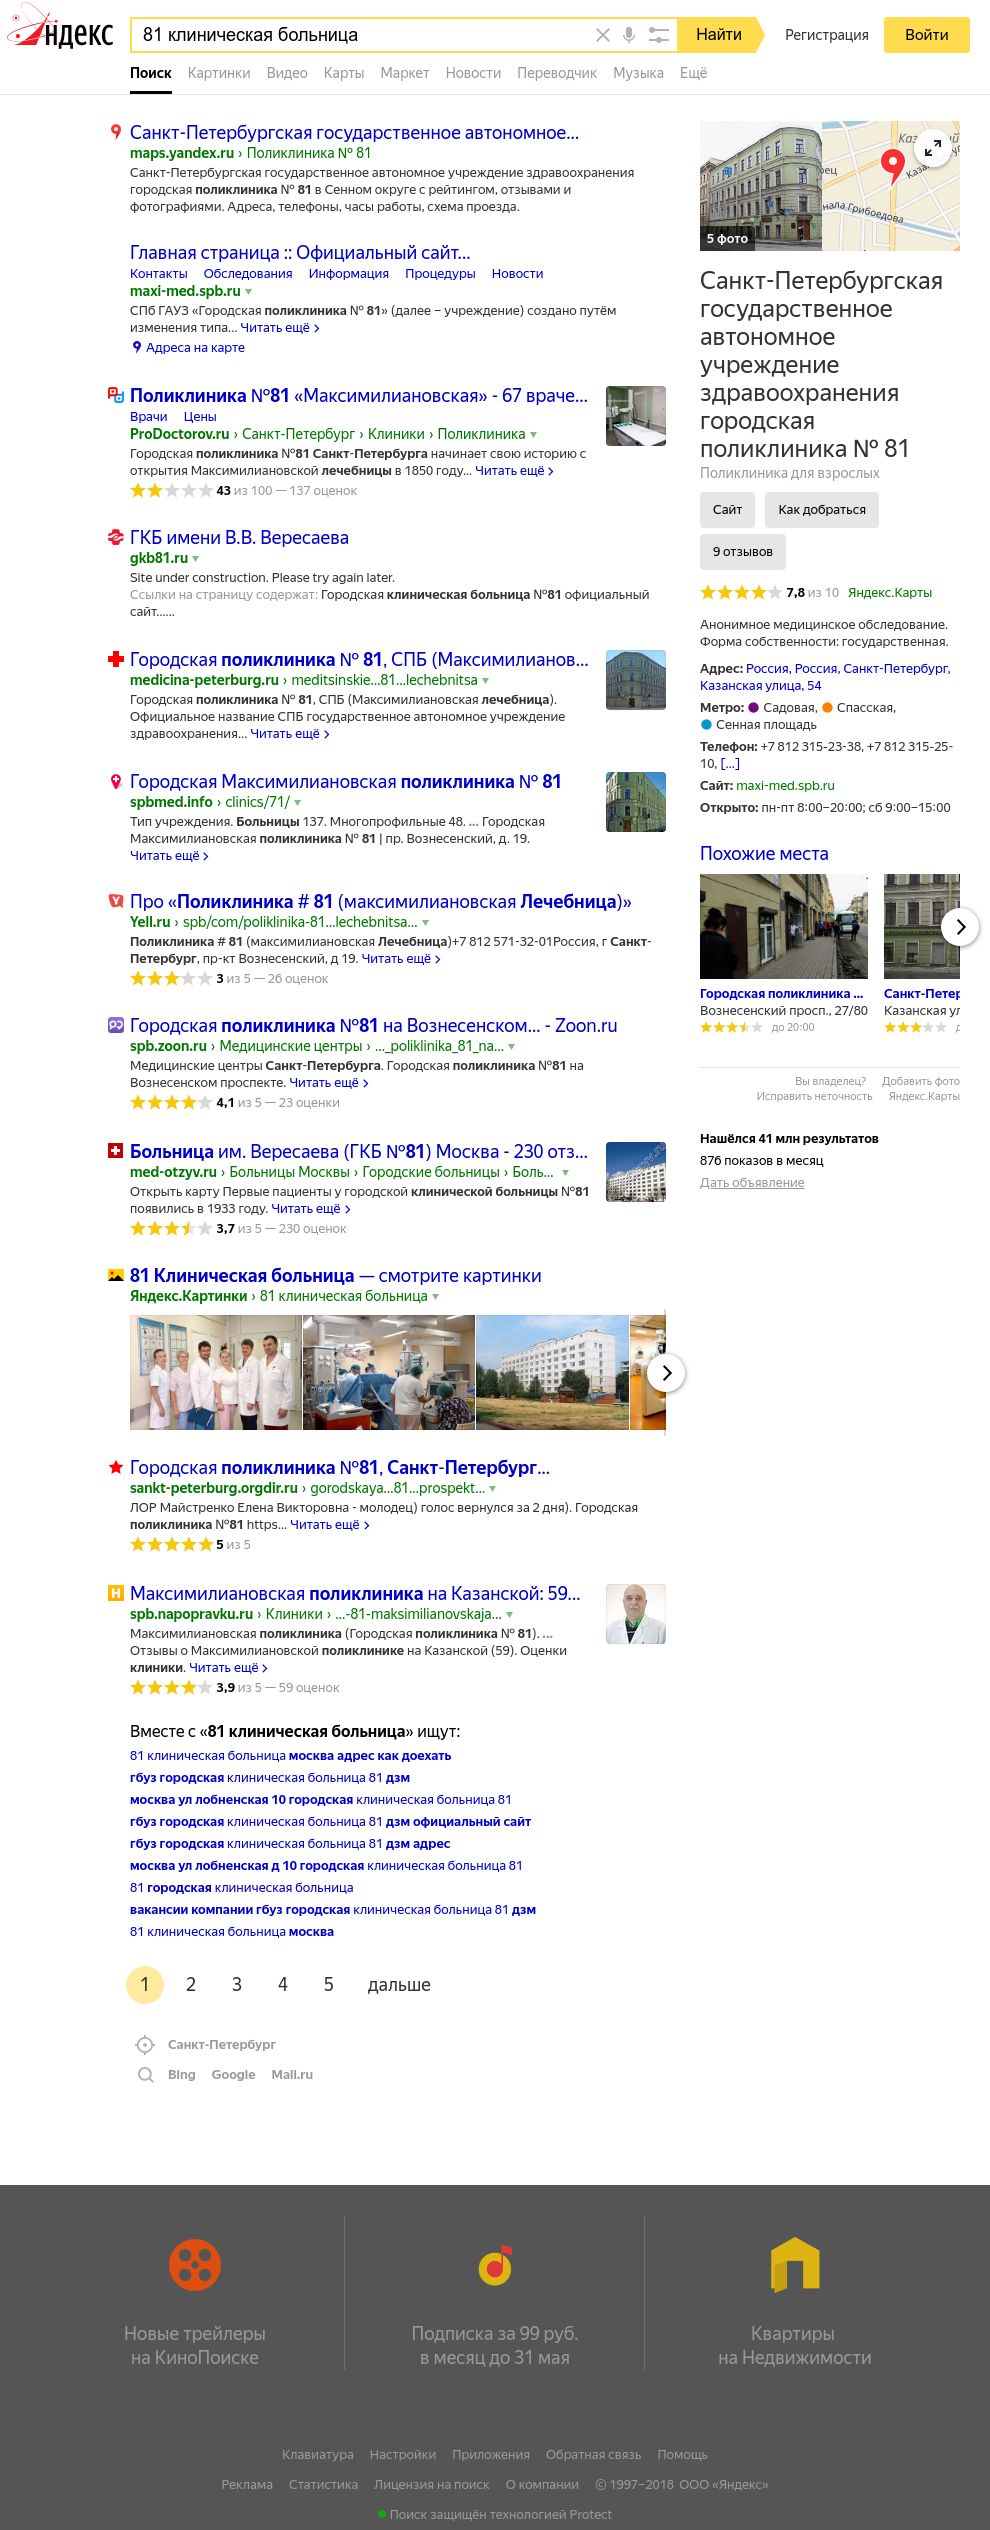 Яндекс
81 клиническая больница
Найти
Регистрация
Войти
Поиск Картинки Видео Карты Маркет Новости Переводчик Музыка Ещё
Санкт-Петербургская государственное автономное...
maps.yandex.ru › Поликлиника № 81
Санкт-Петербургская государственное автономное учреждение здравоохранения
городская поликлиника № 81 в Сенном округе с рейтингом, отзывами и
фотографиями. Адреса, телефоны, часы работы, схема проезда.
Главная страница :: Официальный сайт...
Контакты Обследования Информация Процедуры Новости
maxi-med.spb.ru
СПб ГАУЗ «Городская поликлиника № 81» (далее – учреждение) создано путём
изменения типа... Читать ещё
Адреса на карте
Поликлиника №81 «Максимилиановская» - 67 враче...
Врачи Цены
ProDoctorov.ru › Санкт-Петербург › Клиники › Поликлиника
Городская поликлиника №81 Санкт-Петербурга начинает свою историю с
открытия Максимилиановской лечебницы в 1850 году... Читать ещё
43 из 100 — 137 оценок
ГКБ имени В.В. Вересаева
gkb81.ru
Site under construction. Please try again later.
Ссылки на страницу содержат: Городская клиническая больница №81 официальный
сайт......
Городская поликлиника № 81, СПБ (Максимилианов...
medicina-peterburg.ru › meditsinskie...81...lechebnitsa
Городская поликлиника № 81, СПБ (Максимилиановская лечебница).
Официальное название СПБ государственное автономное учреждение
здравоохранения... Читать ещё
Городская Максимилиановская поликлиника № 81
spbmed.info › clinics/71/
Тип учреждения. Больницы 137. Многопрофильные 48. ... Городская
Максимилиановская поликлиника № 81 | пр. Вознесенский, д. 19.
Читать ещё
Про «Поликлиника # 81 (максимилиановская Лечебница)»
Yell.ru › spb/com/poliklinika-81...lechebnitsa...
Поликлиника # 81 (максимилиановская Лечебница)+7 812 571-32-01Россия, г Санкт-
Петербург, пр-кт Вознесенский, д 19. Читать ещё
3 из 5 — 26 оценок
Городская поликлиника №81 на Вознесенском... - Zoon.ru
spb.zoon.ru › Медицинские центры › ..._poliklinika_81_na...
Медицинские центры Санкт-Петербурга. Городская поликлиника №81 на
Вознесенском проспекте. Читать ещё
4,1 из 5 — 23 оценки
Больница им. Вересаева (ГКБ №81) Москва - 230 отз...
med-otzyv.ru › Больницы Москвы › Городские больницы › Боль...
Открыть карту Первые пациенты у городской клинической больницы №81
появились в 1933 году. Читать ещё
3,7 из 5 — 230 оценок
81 Клиническая больница — смотрите картинки
Яндекс.Картинки › 81 клиническая больница
Городская поликлиника №81, Санкт-Петербург...
sankt-peterburg.orgdir.ru › gorodskaya...81...prospekt...
ЛОР Майстренко Елена Викторовна - молодец) голос вернулся за 2 дня). Городская
поликлиника №81 https... Читать ещё
5 из 5
Максимилиановская поликлиника на Казанской: 59...
spb.napopravku.ru › Клиники › ...-81-maksimilianovskaja...
Максимилиановская поликлиника (Городская поликлиника № 81). ...
Отзывы о Максимилиановской поликлинике на Казанской (59). Оценки
клиники. Читать ещё
3,9 из 5 — 59 оценок
Вместе с «81 клиническая больница» ищут:
81 клиническая больница москва адрес как доехать
гбуз городская клиническая больница 81 дзм
москва ул лобненская 10 городская клиническая больница 81
гбуз городская клиническая больница 81 дзм официальный сайт
гбуз городская клиническая больница 81 дзм адрес
москва ул лобненская д 10 городская клиническая больница 81
81 городская клиническая больница
вакансии компании гбуз городская клиническая больница 81 дзм
81 клиническая больница москва
1 2 3 4 5 дальше
Санкт-Петербург
Bing Google Mail.ru
5 фото
нала Грибоедова
Санкт-Петербургская
государственное
автономное
учреждение
здравоохранения
городская
поликлиника № 81
Поликлиника для взрослых
Сайт Как добраться
9 отзывов
7,8 из 10 Яндекс.Карты
Анонимное медицинское обследование.
Форма собственности: государственная.
Адрес: Россия, Россия, Санкт-Петербург,
Казанская улица, 54
Метро: Садовая, Спасская,
Сенная площадь
Телефон: +7 812 315-23-38, +7 812 315-25-
10, [...]
Сайт: maxi-med.spb.ru
Открыто: пн-пт 8:00–20:00; сб 9:00–15:00
Похожие места
Городская поликлиника ...
Вознесенский просп., 27/80
до 20:00
Санкт-Петер
Казанская ул
Вы владелец? Добавить фото
Исправить неточность Яндекс.Карты
Нашёлся 41 млн результатов
876 показов в месяц
Дать объявление
Новые трейлеры
на КиноПоиске
Подписка за 99 руб.
в месяц до 31 мая
Квартиры
на Недвижимости
Клавиатура Настройки Приложения Обратная связь Помощь
Реклама Статистика Лицензия на поиск О компании © 1997–2018 ООО «Яндекс»
Поиск защищён технологией Protect